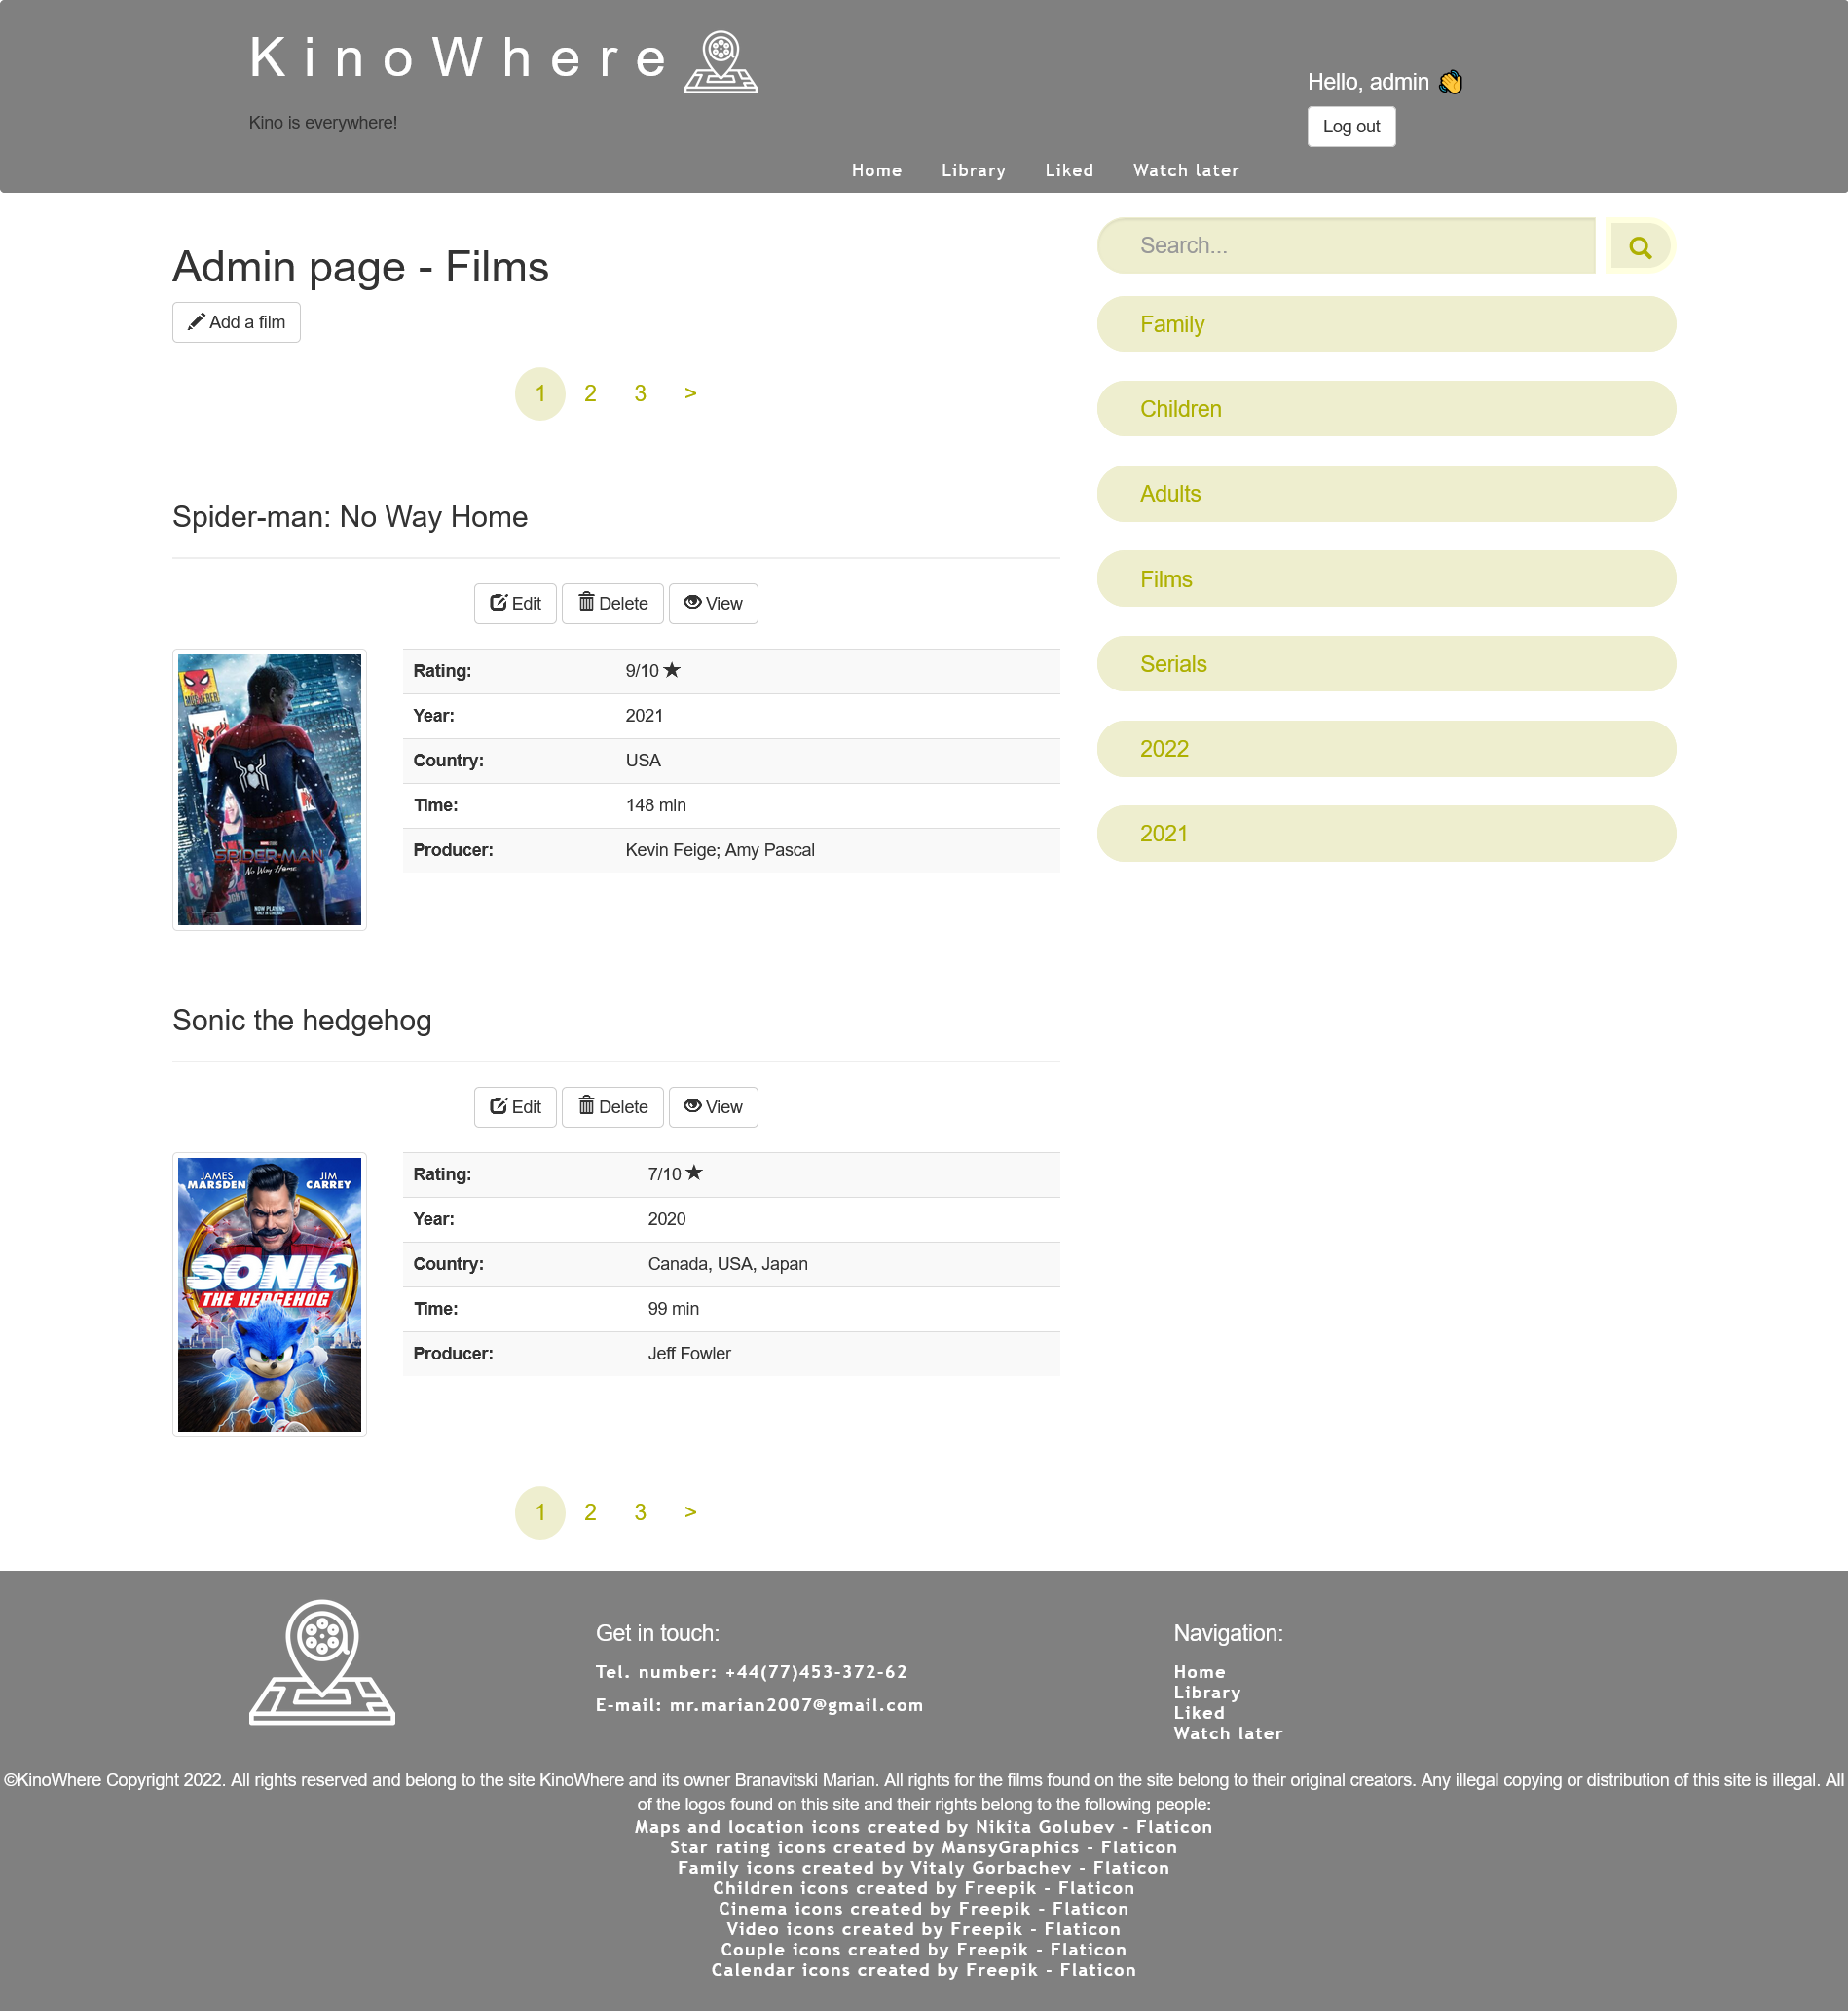 KinoWhere
Kino is everywhere!
Hello, admin
Log out
Home Library Liked Watch later
Admin page - Films
Add a film
1 2 3 >
Search...
Family
Children
Adults
Films
Serials
2022
2021
Spider-man: No Way Home
Edit Delete View
SPIDER-MAN
No Way Home
NOW PLAYING
Rating: 9/10
Year: 2021
Country: USA
Time: 148 min
Producer: Kevin Feige; Amy Pascal
Sonic the hedgehog
Edit Delete View
JAMES MARSDEN
JIM CARREY
SONIC
THE HEDGEHOG
Rating: 7/10
Year: 2020
Country: Canada, USA, Japan
Time: 99 min
Producer: Jeff Fowler
1 2 3 >
Get in touch:
Tel. number: +44(77)453-372-62
E-mail: mr.marian2007@gmail.com
Navigation:
Home
Library
Liked
Watch later
©KinoWhere Copyright 2022. All rights reserved and belong to the site KinoWhere and its owner Branavitski Marian. All rights for the films found on the site belong to their original creators. Any illegal copying or distribution of this site is illegal. All
of the logos found on this site and their rights belong to the following people:
Maps and location icons created by Nikita Golubev - Flaticon
Star rating icons created by MansyGraphics - Flaticon
Family icons created by Vitaly Gorbachev - Flaticon
Children icons created by Freepik - Flaticon
Cinema icons created by Freepik - Flaticon
Video icons created by Freepik - Flaticon
Couple icons created by Freepik - Flaticon
Calendar icons created by Freepik - Flaticon